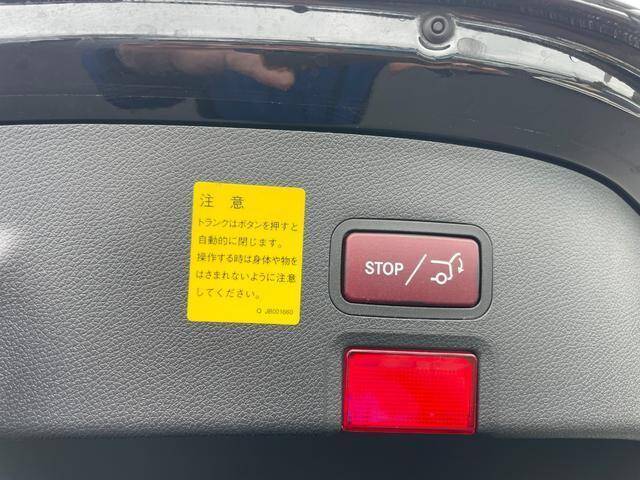 注 意
トランクはボタンを押すと
自動的に閉じます。
操作する時は身体や物を
はさまれないように注意
してください。
Q JB001660
STOP /